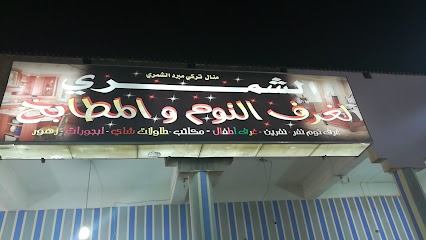 منال تركي مبرد الشمري
الشمري
لغرف النوم والمطابخ
غرف نوم نفر - نفرين - غرف اطفال - مكاتب - طاولات شاي - ابجورات - زهور